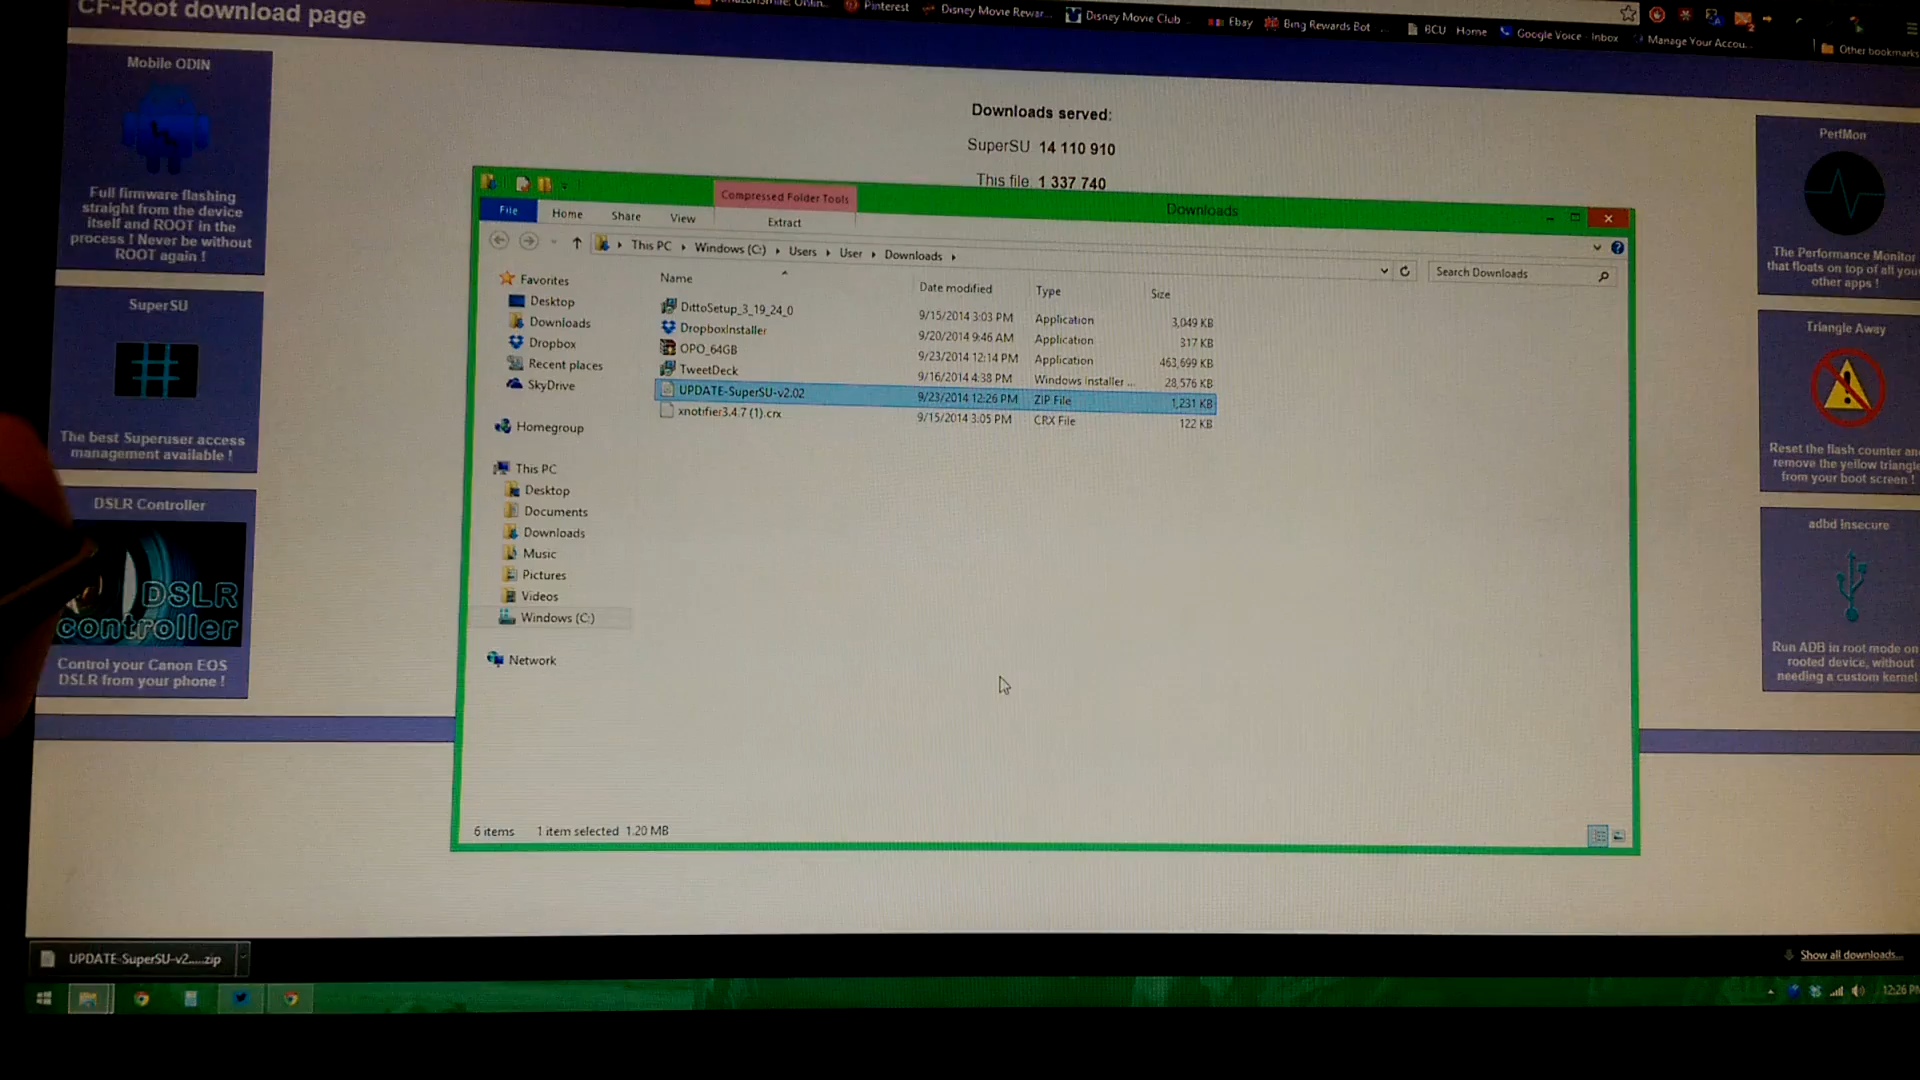 CF-Root download page
Pinterest
Disney Movie Rewar...
Disney Movie Club
Ebay
Bing Rewards Bot
BCU
Home
Google Voice - Inbox
Manage Your Accou...
Other bookmarks
Mobile ODIN
Full firmware flashing
straight from the device
itself and ROOT in the
process ! Never be without
ROOT again !
SuperSU
The best Superuser access
management available !
DSLR Controller
DSLR
controller
Control your Canon EOS
DSLR from your phone !
Downloads served:
SuperSU 14 110 910
This file 1 337 740
PerfMon
The Performance Monitor
that floats on top of all you
other apps !
Triangle Away
Reset the flash counter an
remove the yellow triangle
from your boot screen !
adbd Insecure
Run ADB in root mode on
rooted device, without
needing a custom kernel
Compressed Folder Tools
Downloads
File
Home
Share
View
Extract
This PC
Windows (C:)
Users
User
Downloads
Search Downloads
Name
Date modified
Type
Size
DittoSetup_3_19_24_0 9/15/2014 3:03 PM Application 3,049 KB
DropboxInstaller 9/20/2014 9:46 AM Application 317 KB
OPO_64GB 9/23/2014 12:14 PM Application 463,699 KB
TweetDeck 9/16/2014 4:38 PM Windows Installer ... 28,576 KB
UPDATE-SuperSU-v2.02 9/23/2014 12:26 PM ZIP File 1,231 KB
xnotifier3.4.7 (1).crx 9/15/2014 3:05 PM CRX File 122 KB
Favorites
Desktop
Downloads
Dropbox
Recent places
SkyDrive
Homegroup
This PC
Desktop
Documents
Downloads
Music
Pictures
Videos
Windows (C:)
Network
6 items 1 item selected 1.20 MB
UPDATE-SuperSU-v2....zip
Show all downloads...
12:26 PM